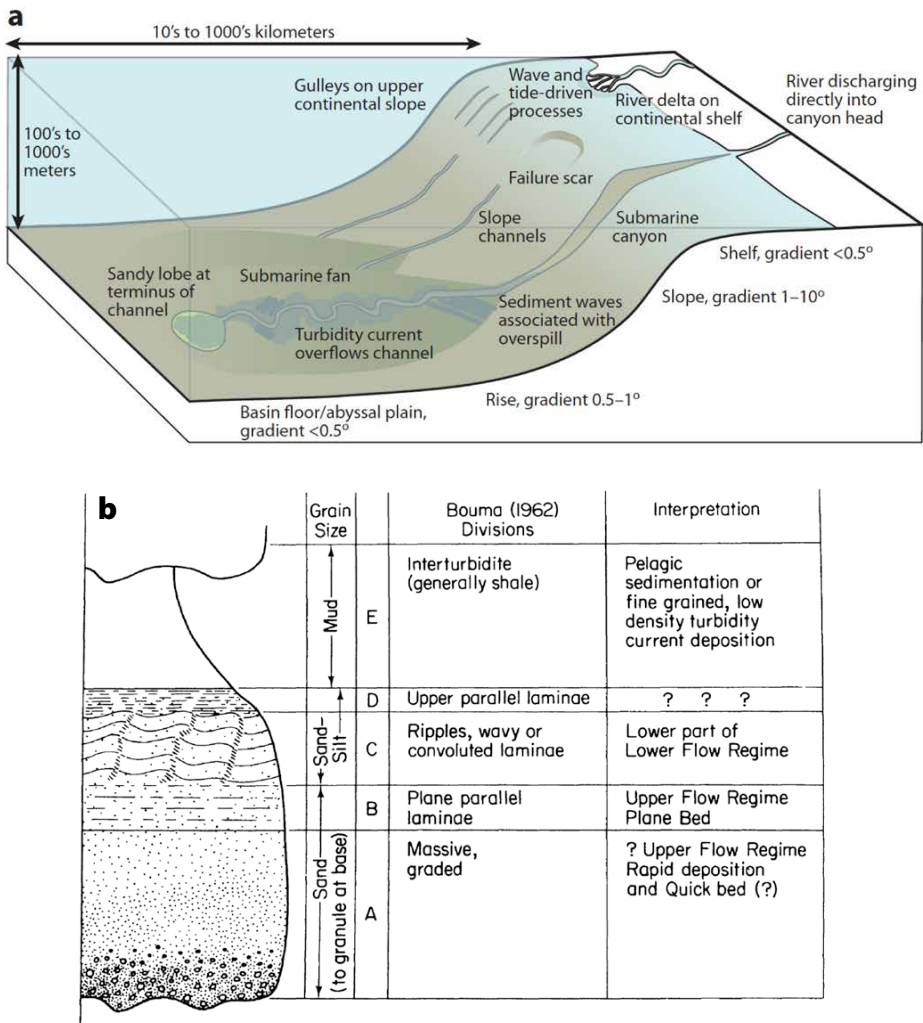 a
10's to 1000's kilometers
100's to
1000's
meters
Gulleys on upper
continental slope
Wave and
tide-driven
processes
River delta on
continental shelf
River discharging
directly into
canyon head
Failure scar
Slope
channels
Submarine
canyon
Shelf, gradient <0.5°
Slope, gradient 1–10°
Sandy lobe at
terminus of
channel
Submarine fan
Sediment waves
associated with
overspill
Turbidity current
overflows channel
Rise, gradient 0.5–1°
Basin floor/abyssal plain,
gradient <0.5°
b
Grain
Size
Bouma (1962)
Divisions
Interpretation
Mud
E
Interturbidite
(generally shale)
Pelagic
sedimentation or
fine grained, low
density turbidity
current deposition
D
Upper parallel laminae
? ? ?
Sand-
Silt
C
Ripples, wavy or
convoluted laminae
Lower part of
Lower Flow Regime
B
Plane parallel
laminae
Upper Flow Regime
Plane Bed
Sand
(to granule at base)
A
Massive,
graded
? Upper Flow Regime
Rapid deposition
and Quick bed (?)